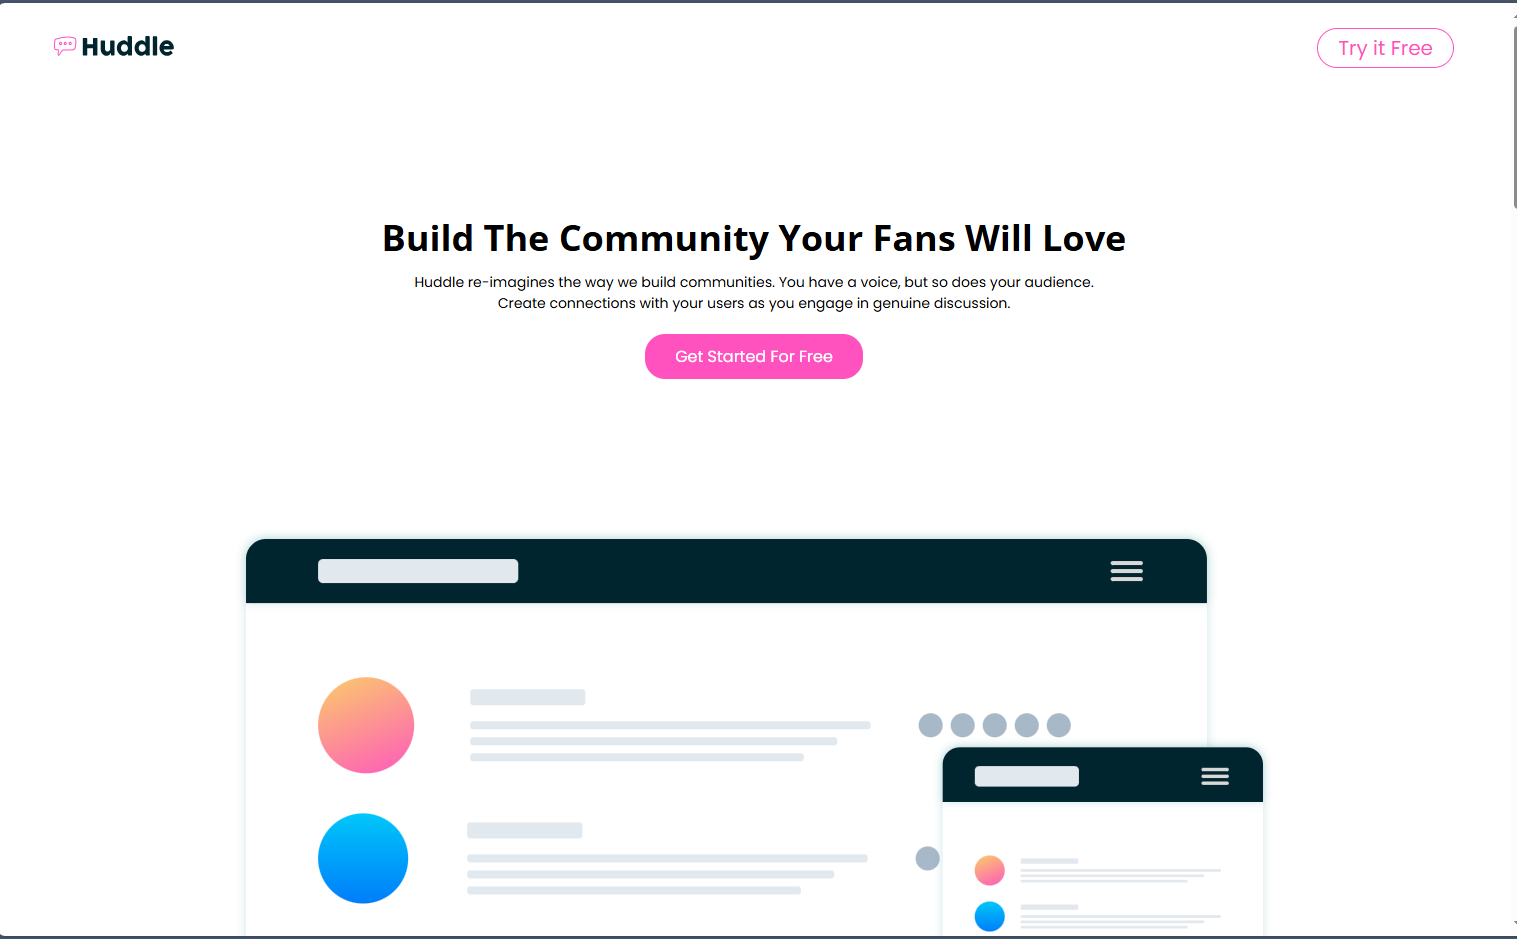 Huddle
Try it Free
Build The Community Your Fans Will Love
Huddle re-imagines the way we build communities. You have a voice, but so does your audience.
Create connections with your users as you engage in genuine discussion.
Get Started For Free